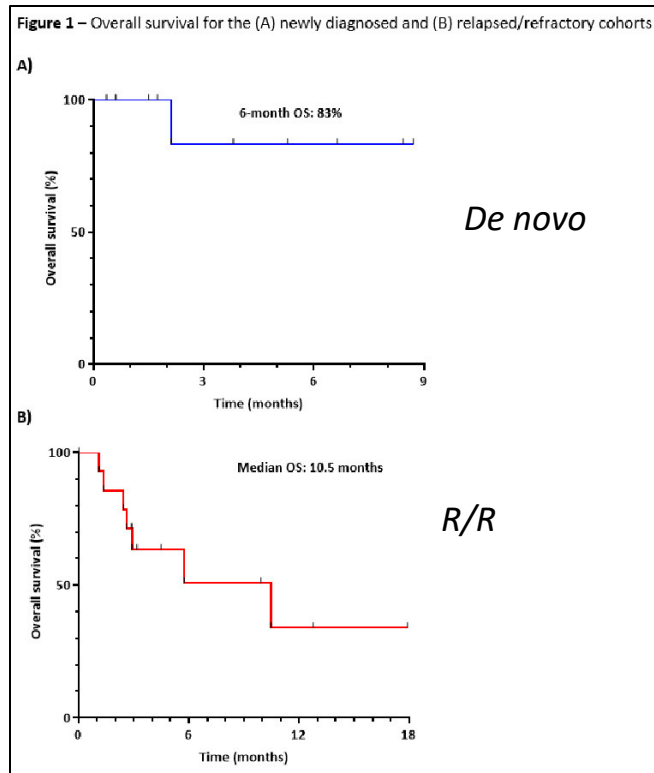 Figure 1 – Overall survival for the (A) newly diagnosed and (B) relapsed/refractory cohorts
A)
100
6-month OS: 83%
Overall survival (%)
50
De novo
0
0 3 6 9
Time (months)
B)
100
Median OS: 10.5 months
R/R
Overall survival (%)
50
0
0 6 12 18
Time (months)